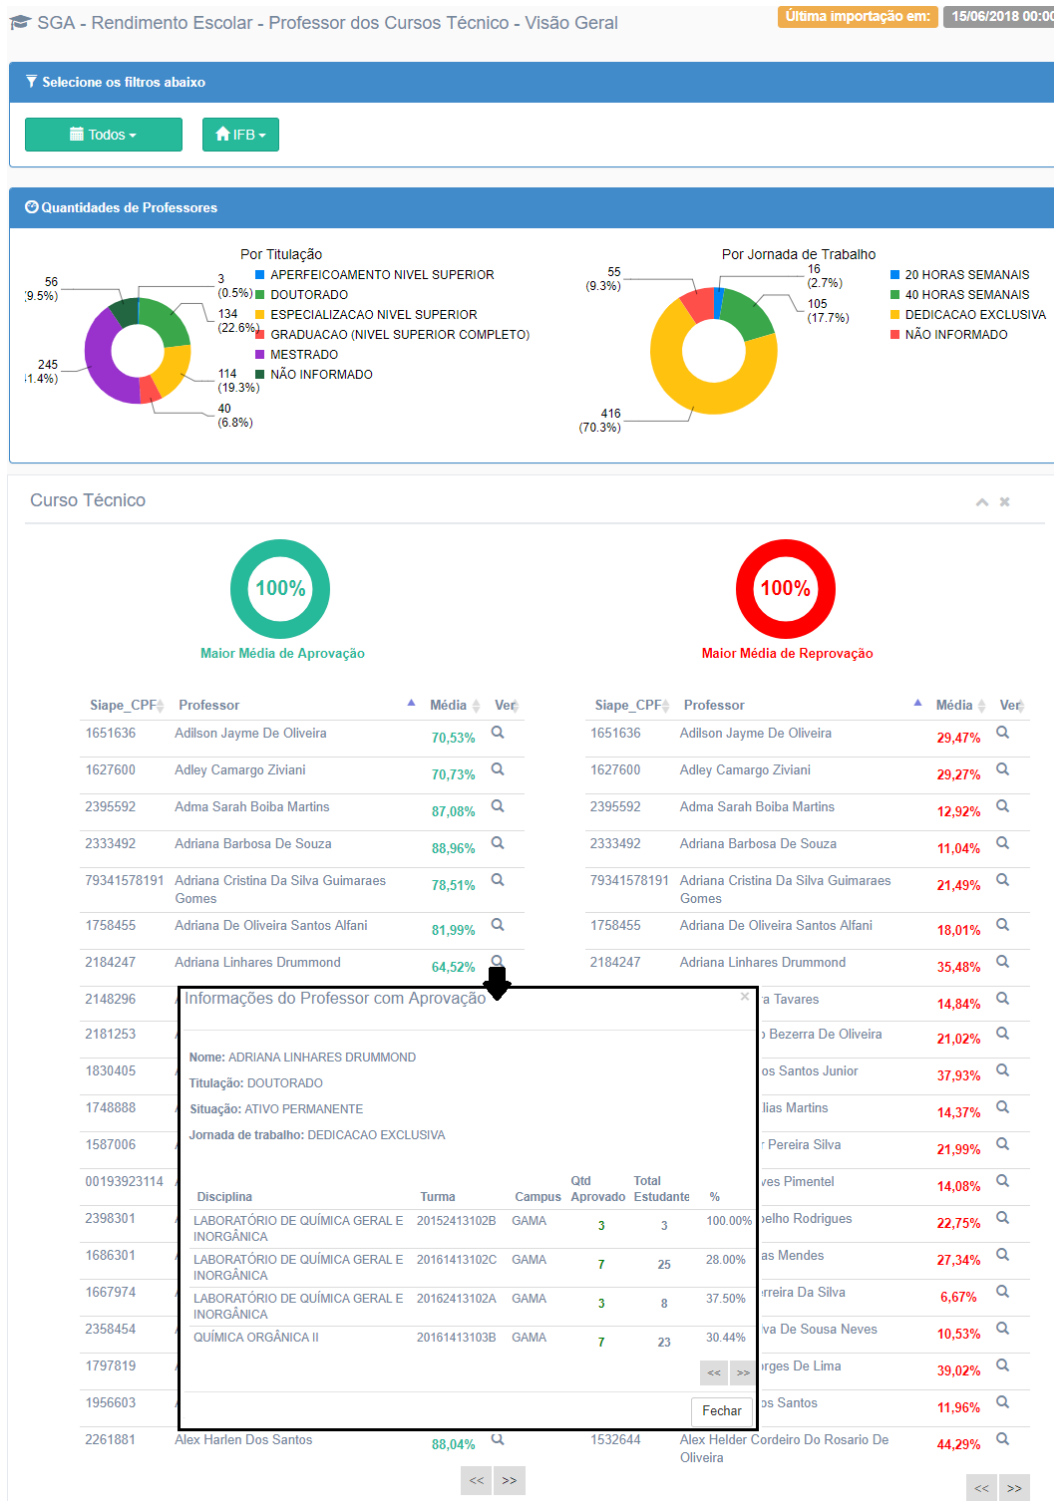 SGA - Rendimento Escolar - Professor dos Cursos Técnico - Visão Geral
Última importação em: 15/06/2018 00:00
Selecione os filtros abaixo
Todos IFB
Quantidades de Professores
Por Titulação
56
(9.5%)
245
3
(0.5%)
134
(22.6%)
114
(19.3%)
40
(6.8%)
APERFEICOAMENTO NIVEL SUPERIOR
DOUTORADO
ESPECIALIZACAO NIVEL SUPERIOR
GRADUACAO (NIVEL SUPERIOR COMPLETO)
MESTRADO
NÃO INFORMADO
Por Jornada de Trabalho
55
(9.3%)
16
(2.7%)
105
(17.7%)
416
(70.3%)
20 HORAS SEMANAIS
40 HORAS SEMANAIS
DEDICACAO EXCLUSIVA
NÃO INFORMADO
Curso Técnico
100%
Maior Média de Aprovação
Siape_CPF Professor Média Ver
1651636 Adilson Jayme De Oliveira 70,53%
1627600 Adley Camargo Ziviani 70,73%
2395592 Adma Sarah Boiba Martins 87,08%
2333492 Adriana Barbosa De Souza 88,96%
79341578191 Adriana Cristina Da Silva Guimaraes
Gomes 78,51%
1758455 Adriana De Oliveira Santos Alfani 81,99%
2184247 Adriana Linhares Drummond 64,52%
2148296
2181253
1830405
1748888
1587006
00193923114
2398301
1686301
1667974
2358454
1797819
1956603
2261881 Alex Harlen Dos Santos 88,04%
<< >>
100%
Maior Média de Reprovação
Siape_CPF Professor Média Ver
1651636 Adilson Jayme De Oliveira 29,47%
1627600 Adley Camargo Ziviani 29,27%
2395592 Adma Sarah Boiba Martins 12,92%
2333492 Adriana Barbosa De Souza 11,04%
79341578191 Adriana Cristina Da Silva Guimaraes
Gomes 21,49%
1758455 Adriana De Oliveira Santos Alfani 18,01%
2184247 Adriana Linhares Drummond 35,48%
Tavares 14,84%
Bezerra De Oliveira 21,02%
os Santos Junior 37,93%
Martins 14,37%
Pereira Silva 21,99%
Pimentel 14,08%
Rodrigues 22,75%
Mendes 27,34%
Da Silva 6,67%
De Sousa Neves 10,53%
De Lima 39,02%
Santos 11,96%
1532644 Alex Helder Cordeiro Do Rosario De
Oliveira 44,29%
<< >>
Informações do Professor com Aprovação ×
Nome: ADRIANA LINHARES DRUMMOND
Titulação: DOUTORADO
Situação: ATIVO PERMANENTE
Jornada de trabalho: DEDICACAO EXCLUSIVA
Disciplina Turma Campus Qtd Aprovado Total Estudante %
LABORATÓRIO DE QUÍMICA GERAL E
INORGÂNICA 20152413102B GAMA 3 3 100.00%
LABORATÓRIO DE QUÍMICA GERAL E
INORGÂNICA 20161413102C GAMA 7 25 28.00%
LABORATÓRIO DE QUÍMICA GERAL E
INORGÂNICA 20162413102A GAMA 3 8 37.50%
QUÍMICA ORGÂNICA II 20161413103B GAMA 7 23 30.44%
<< >>
Fechar